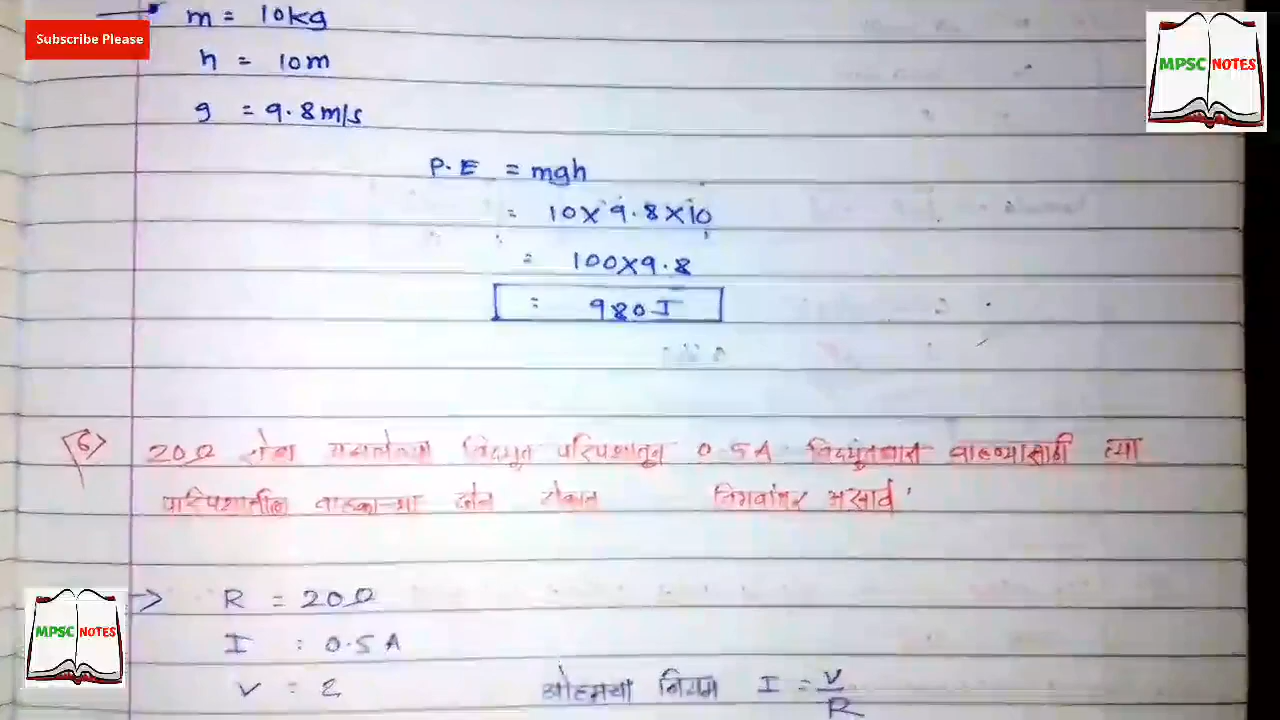 m = 10kg
Subscribe Please
MPSC NOTES
h = 10m
g = 9.8m/s
P.E = mgh
= 10×9.8×10
= 100×9.8
= 980J
6> 20Ω रोध असलेल्या विद्युत परिपथातून 0.5A विद्युतधारा वाहण्यासाठी त्या
परिपथातील वाहकाच्या दोन टोकात विभवांतर असावे.
→ R = 20Ω
MPSC NOTES
I : 0.5A
V : ? ओहमचा नियम I = V/R